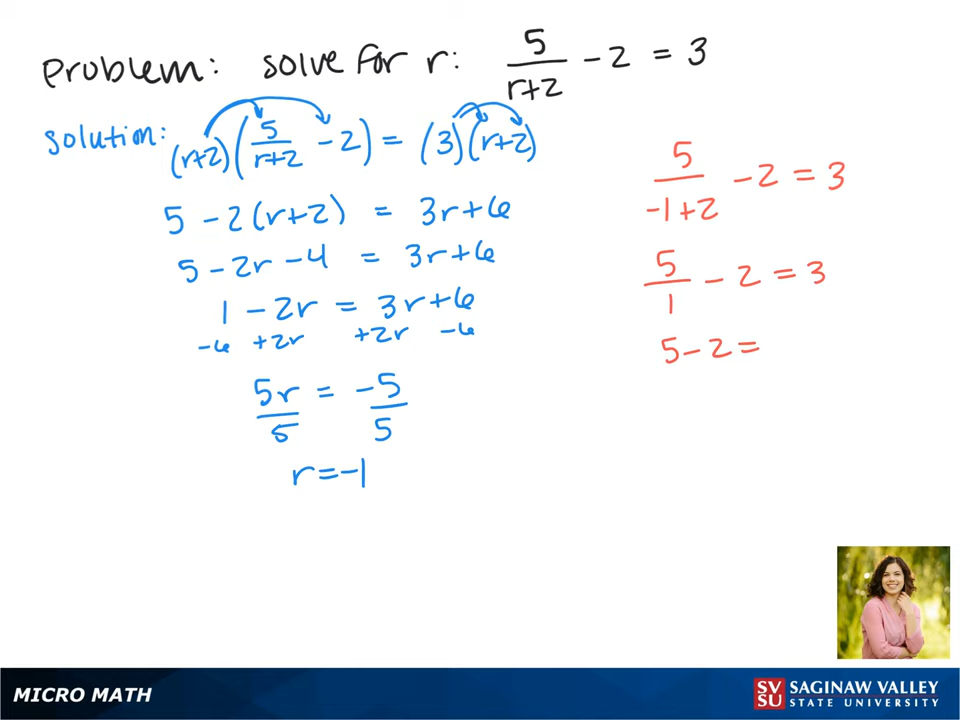 problem: solve for r: 5/(r+2) - 2 = 3
solution: (r+2)(5/(r+2) - 2) = (3)(r+2)
5 - 2(r+2) = 3r+6
5 - 2r - 4 = 3r+6
1 - 2r = 3r+6
-6 +2r +2r -6
5r/5 = -5/5
r = -1
5/(-1+2) - 2 = 3
5/1 - 2 = 3
5 - 2 =
MICRO MATH
SVSU SAGINAW VALLEY
STATE UNIVERSITY